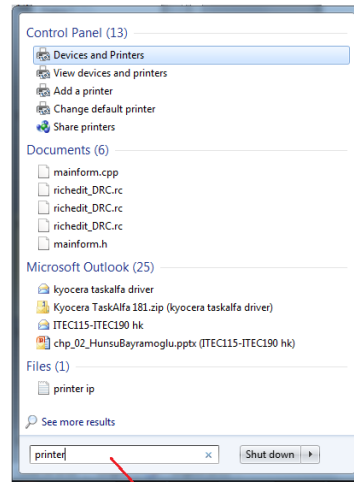 Control Panel (13)
Devices and Printers
View devices and printers
Add a printer
Change default printer
Share printers
Documents (6)
mainform.cpp
richedit_DRC.rc
richedit_DRC.rc
richedit_DRC.rc
mainform.h
Microsoft Outlook (25)
kyocera taskalfa driver
Kyocera TaskAlfa 181.zip (kyocera taskalfa driver)
ITEC115-ITEC190 hk
chp_02_HunsuBayramoglu.pptx (ITEC115-ITEC190 hk)
Files (1)
printer ip
See more results
printer Shut down